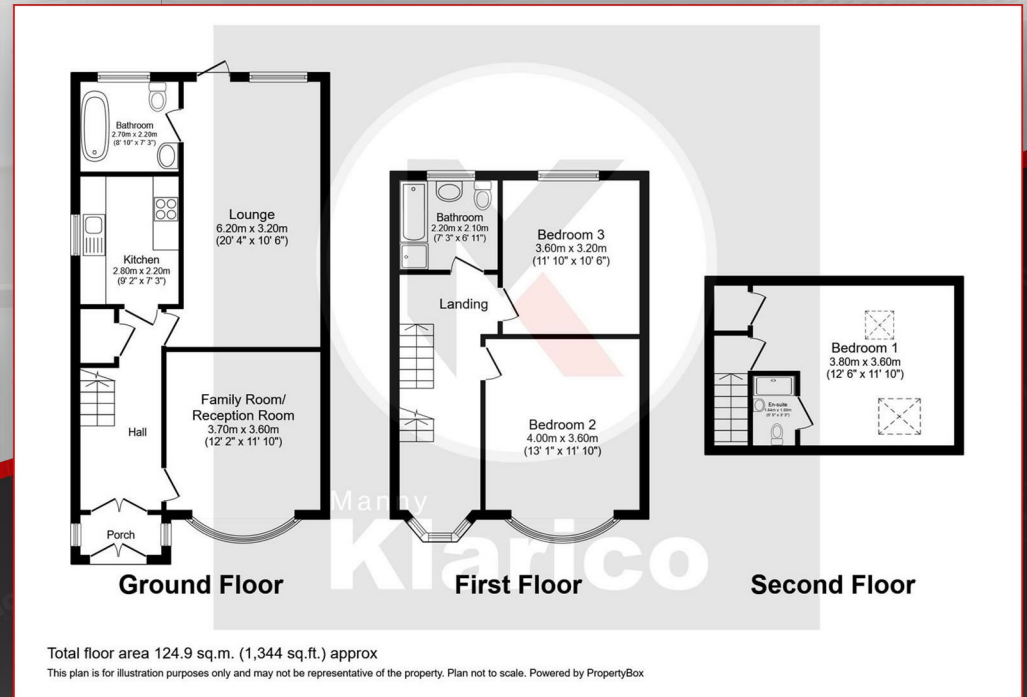 Bathroom
2.70m x 2.20m
(8' 10" x 7' 3")
Lounge
6.20m x 3.20m
(20' 4" x 10' 6")
Kitchen
2.80m x 2.20m
(9' 2" x 7' 3")
Family Room/
Reception Room
3.70m x 3.60m
(12' 2" x 11' 10")
Hall
Porch
Ground Floor
Bathroom
2.20m x 2.10m
(7' 3" x 6' 11")
Bedroom 3
3.60m x 3.20m
(11' 10" x 10' 6")
Landing
Bedroom 2
4.00m x 3.60m
(13' 1" x 11' 10")
First Floor
Bedroom 1
3.80m x 3.60m
(12' 6" x 11' 10")
En-suite
Second Floor
Manny
Klarico
Total floor area 124.9 sq.m. (1,344 sq.ft.) approx
This plan is for illustration purposes only and may not be representative of the property. Plan not to scale. Powered by PropertyBox